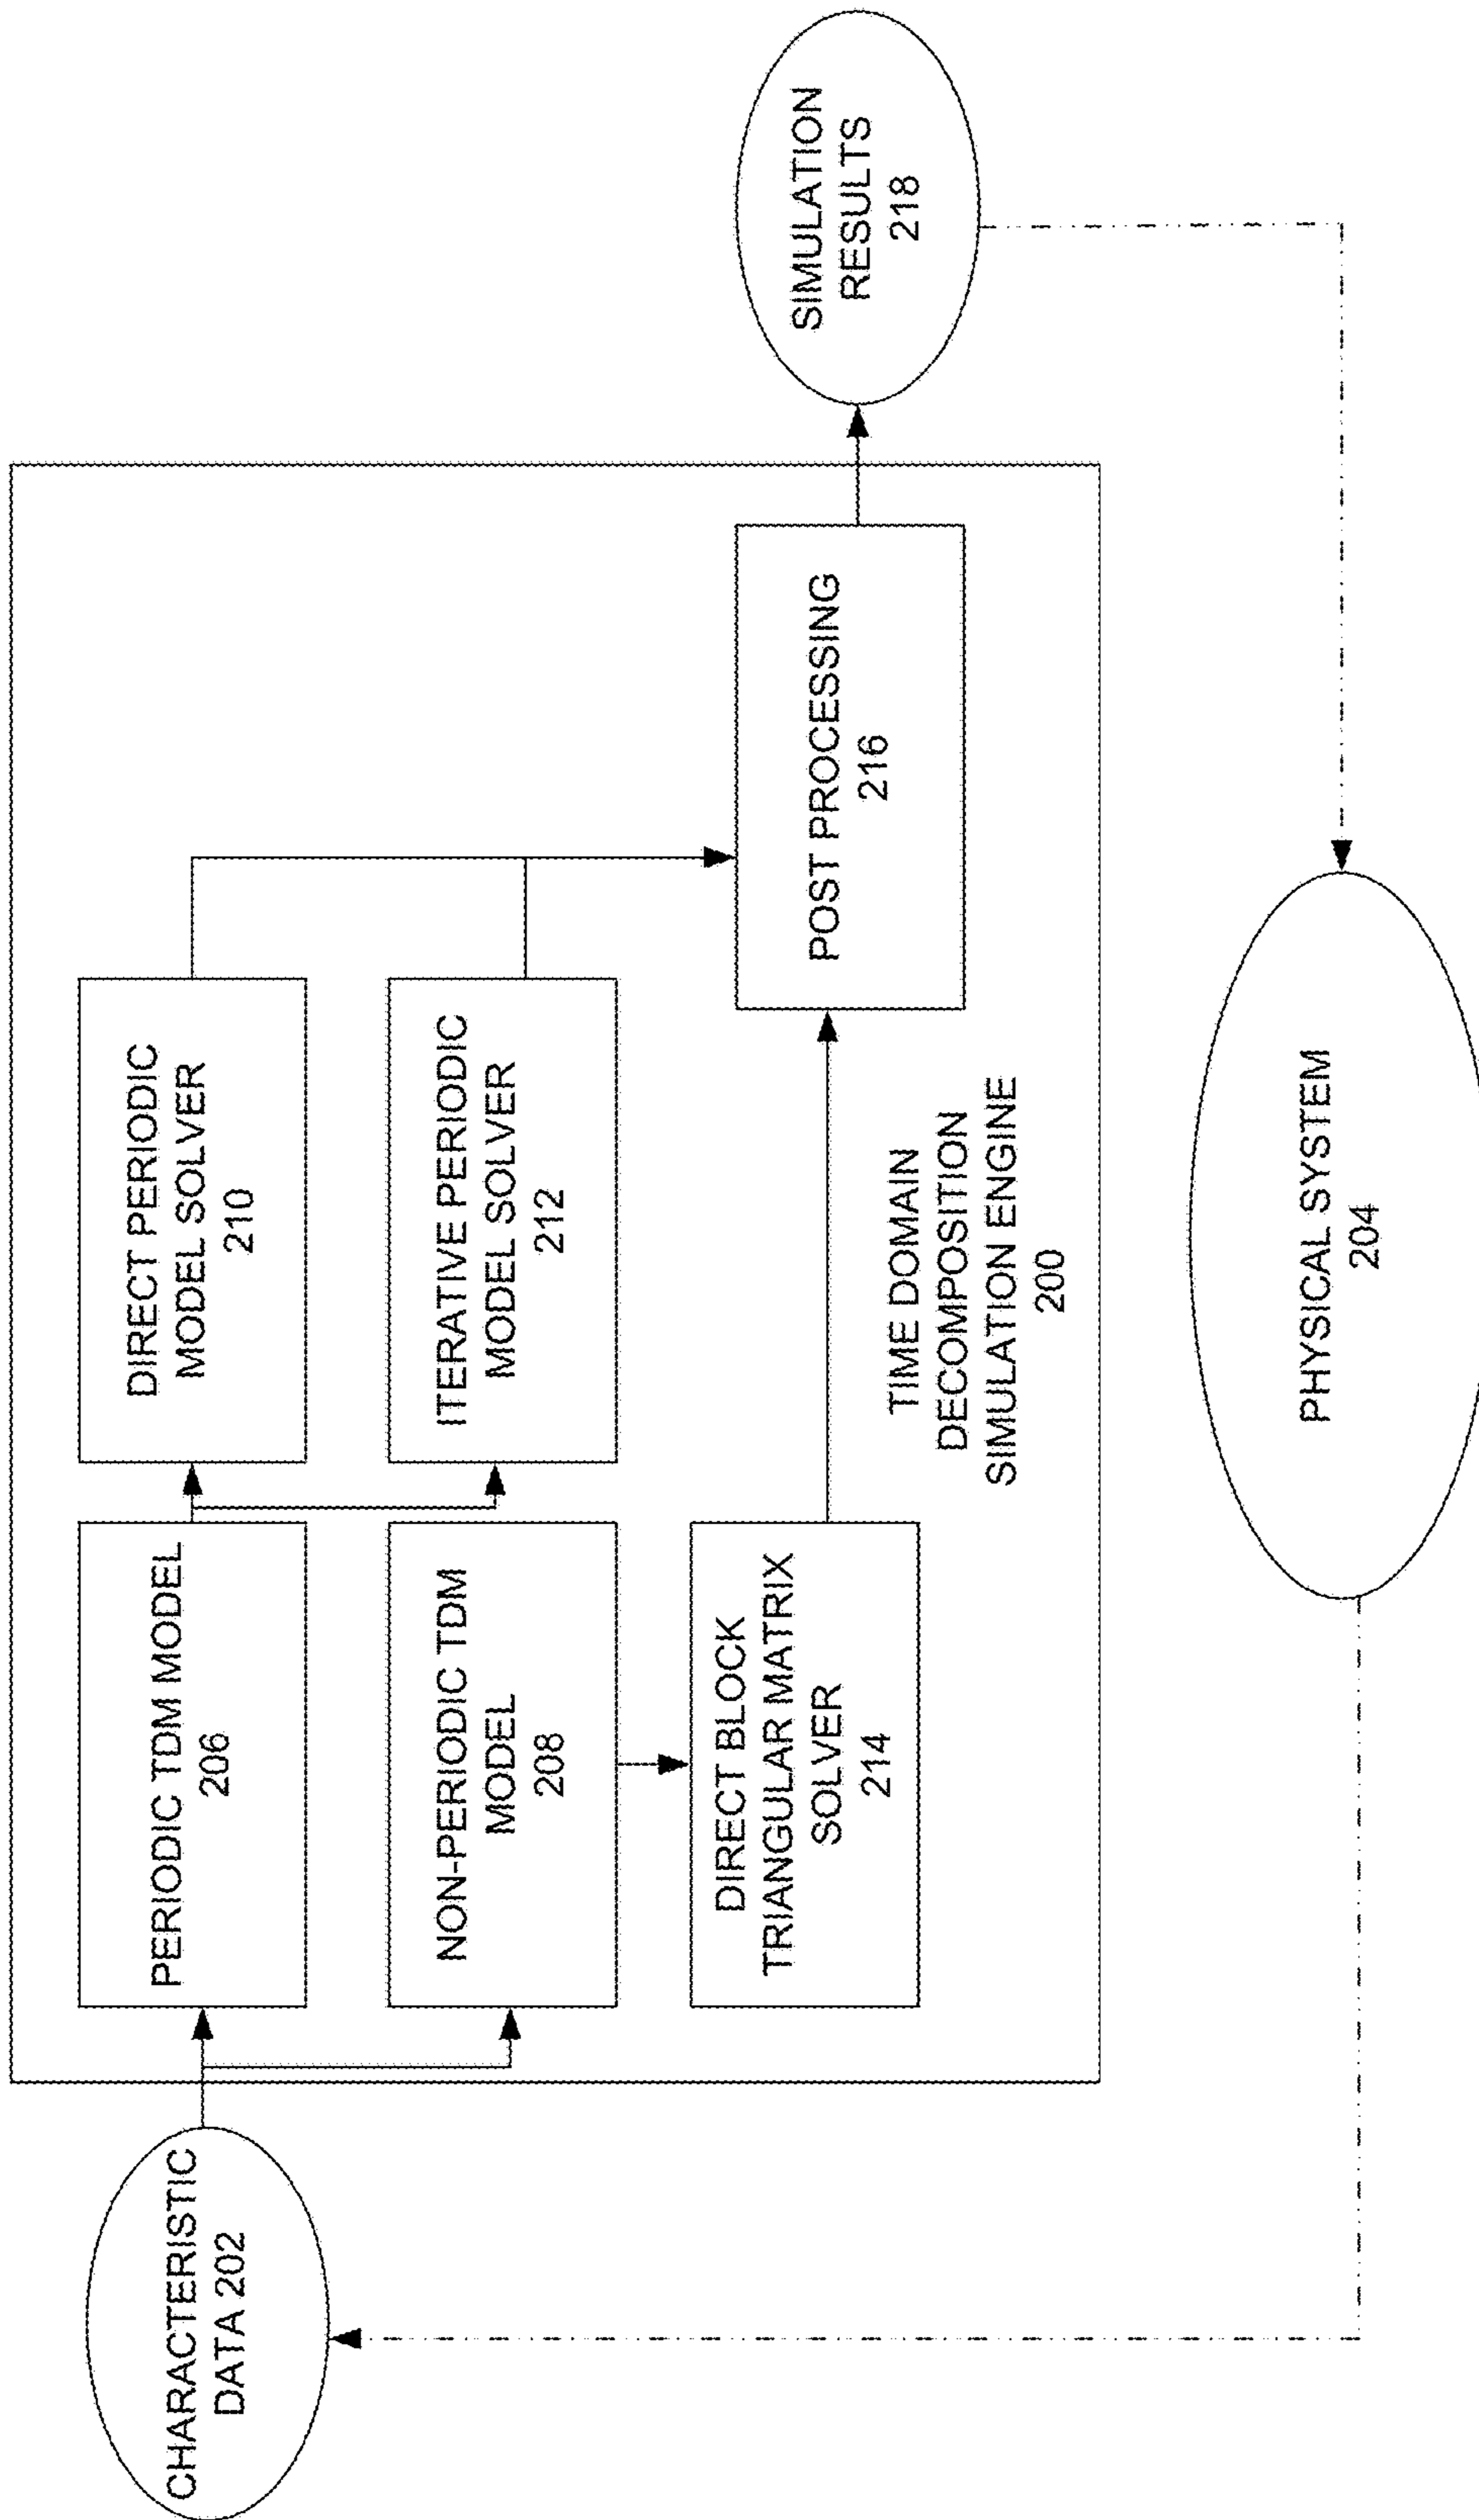 CHARACTERISTIC
DATA 202
PERIODIC TDM MODEL
206
DIRECT PERIODIC
MODEL SOLVER
210
NON-PERIODIC TDM
MODEL
208
ITERATIVE PERIODIC
MODEL SOLVER
212
DIRECT BLOCK
TRIANGULAR MATRIX
SOLVER
214
POST PROCESSING
216
SIMULATION
RESULTS
218
TIME DOMAIN
DECOMPOSITION
SIMULATION ENGINE
200
PHYSICAL SYSTEM
204